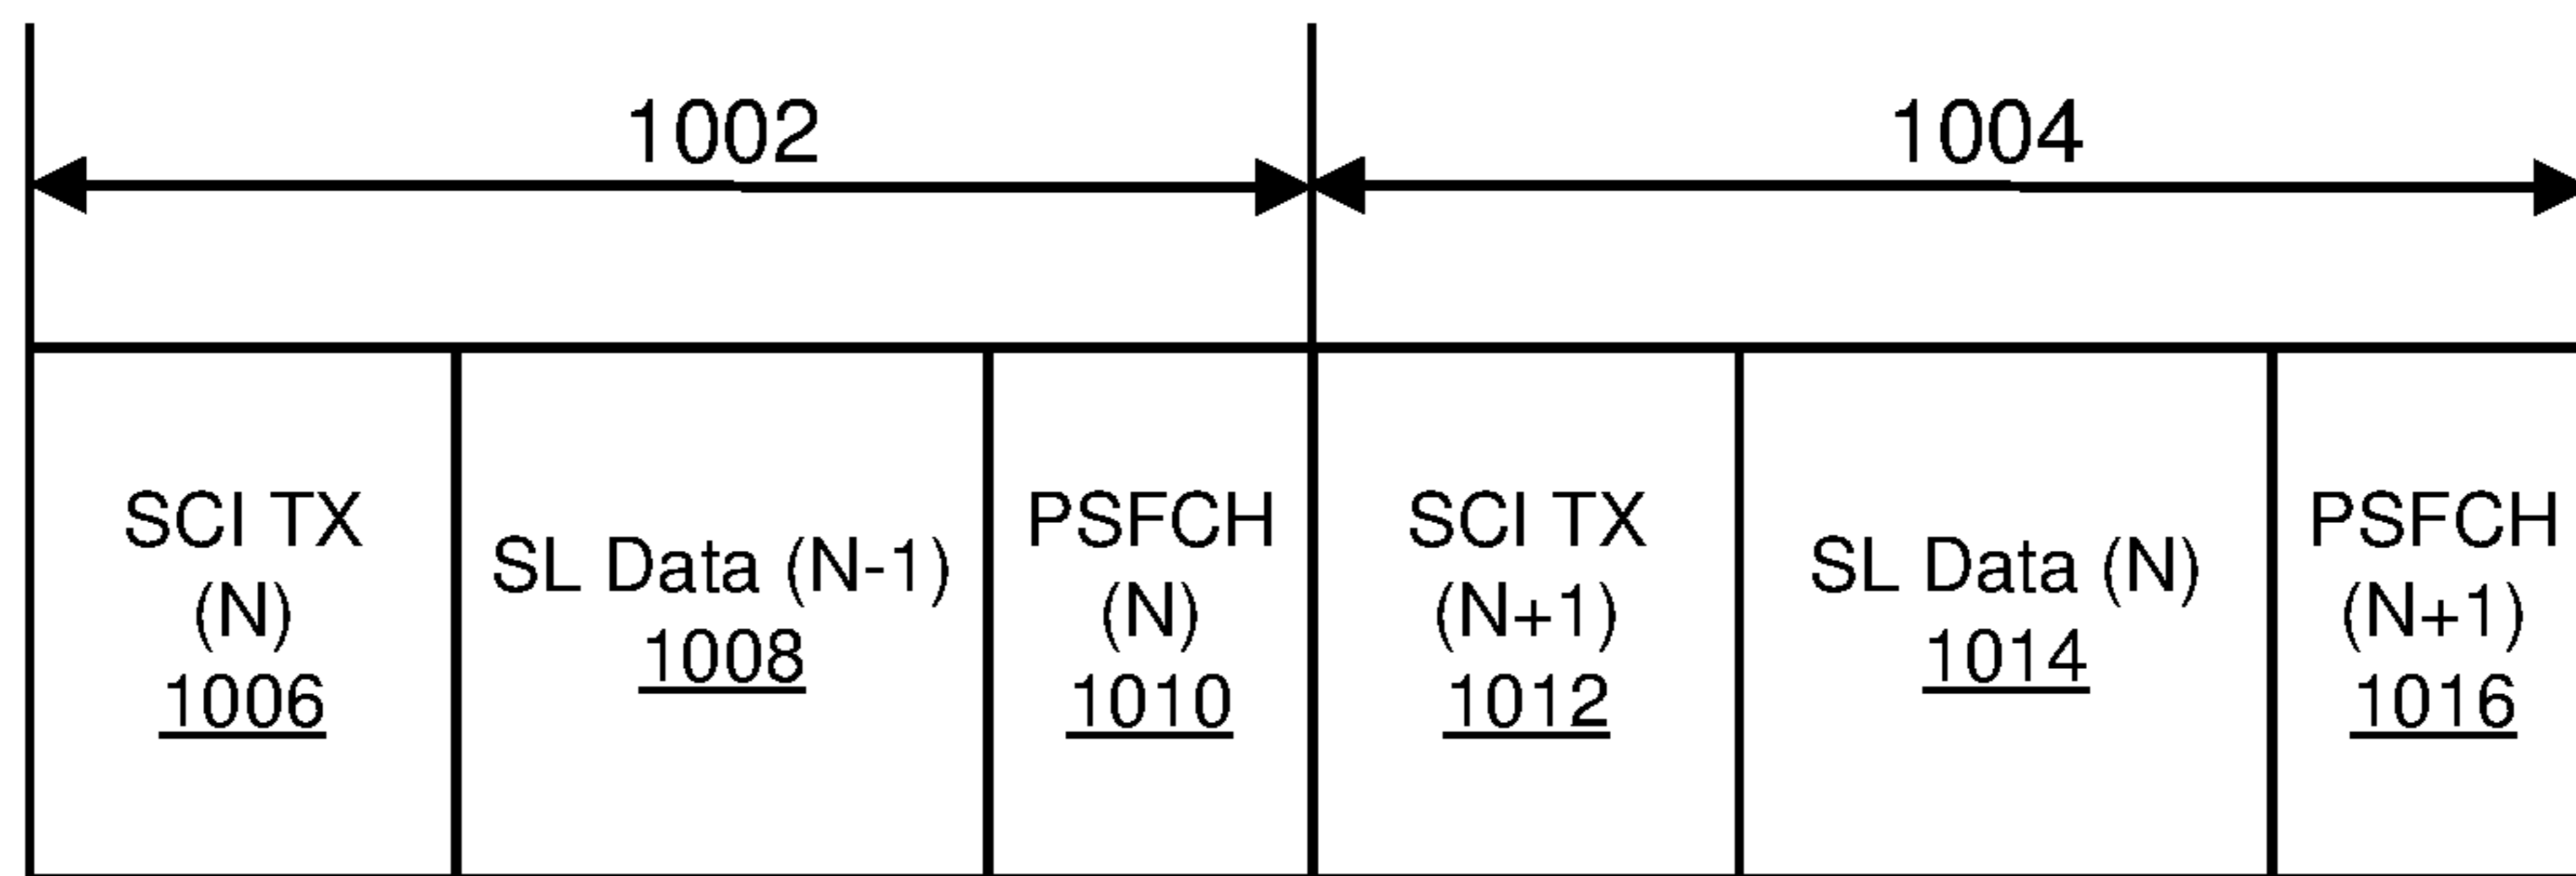 1002
1004
SCI TX
(N)
1006
SL Data (N-1)
1008
PSFCH
(N)
1010
SCI TX
(N+1)
1012
SL Data (N)
1014
PSFCH
(N+1)
1016